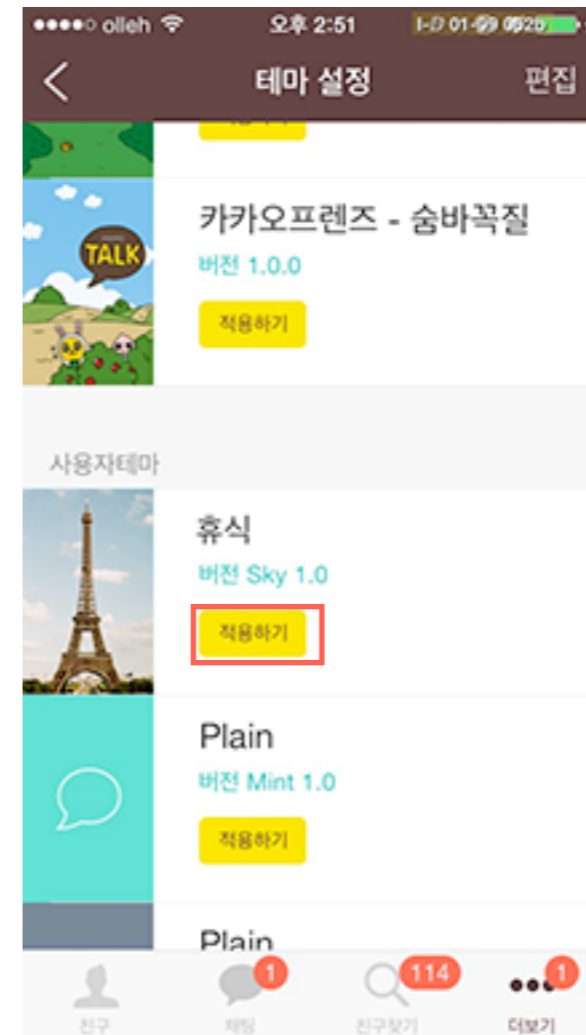 olleh 오후 2:51
테마 설정 편집
TALK
카카오프렌즈 - 숨바꼭질
버전 1.0.0
적용하기
사용자테마
휴식
버전 Sky 1.0
적용하기
Plain
버전 Mint 1.0
적용하기
Plain
1 114 1
친구 채팅 친구찾기 더보기